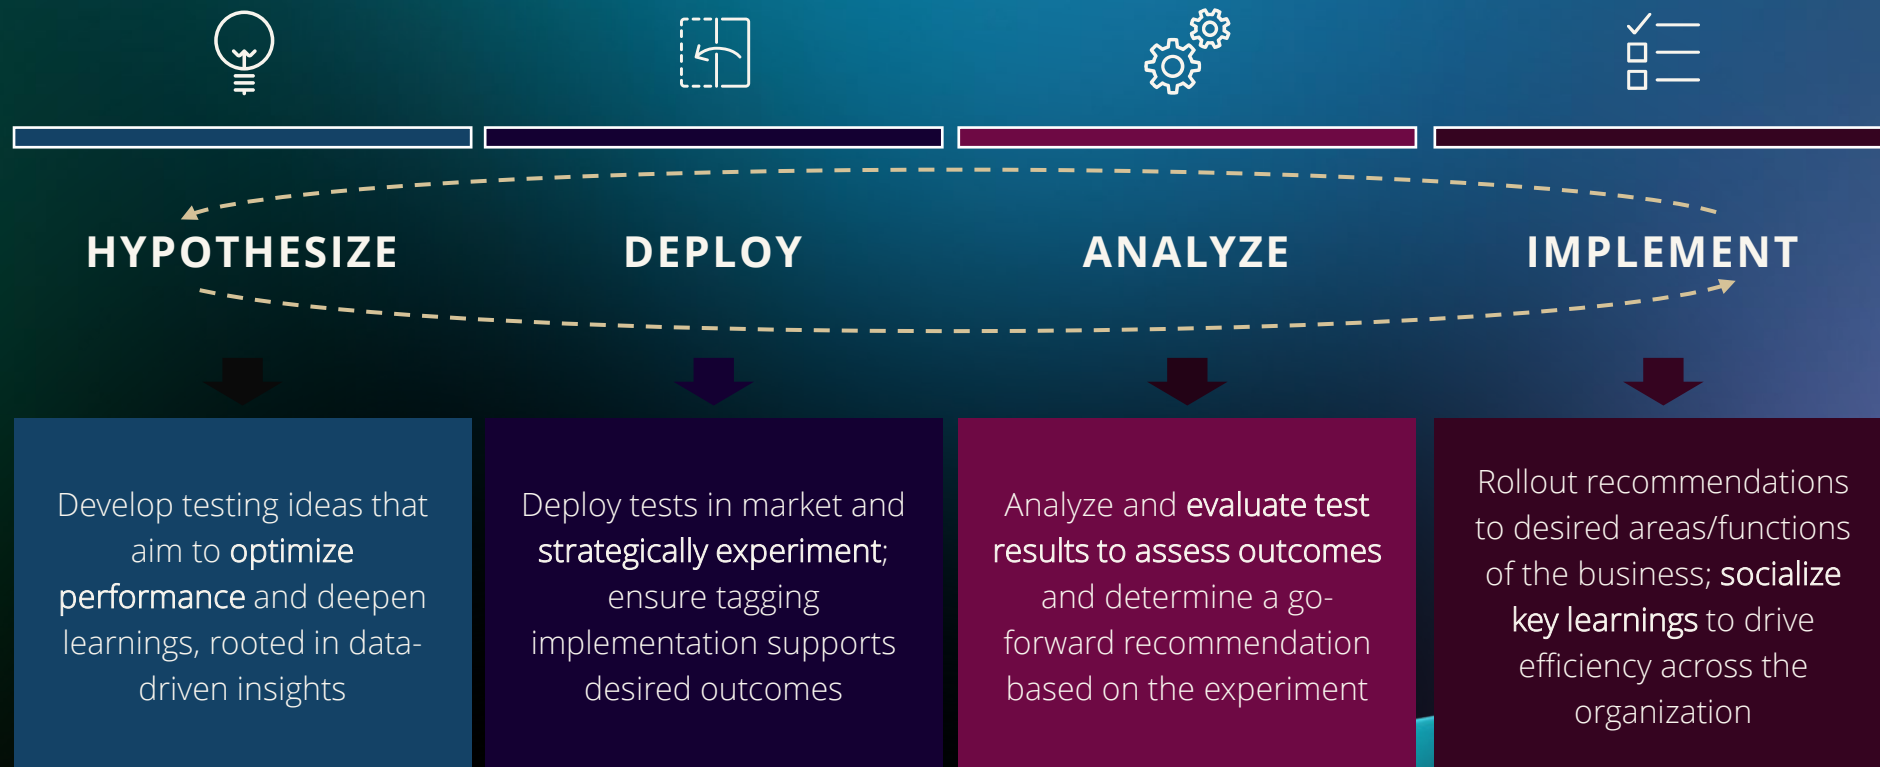 HYPOTHESIZE
DEPLOY
ANALYZE
IMPLEMENT
Develop testing ideas that
aim to optimize
performance and deepen
learnings, rooted in data-
driven insights
Deploy tests in market and
strategically experiment;
ensure tagging
implementation supports
desired outcomes
Analyze and evaluate test
results to assess outcomes
and determine a go-
forward recommendation
based on the experiment
Rollout recommendations
to desired areas/functions
of the business; socialize
key learnings to drive
efficiency across the
organization